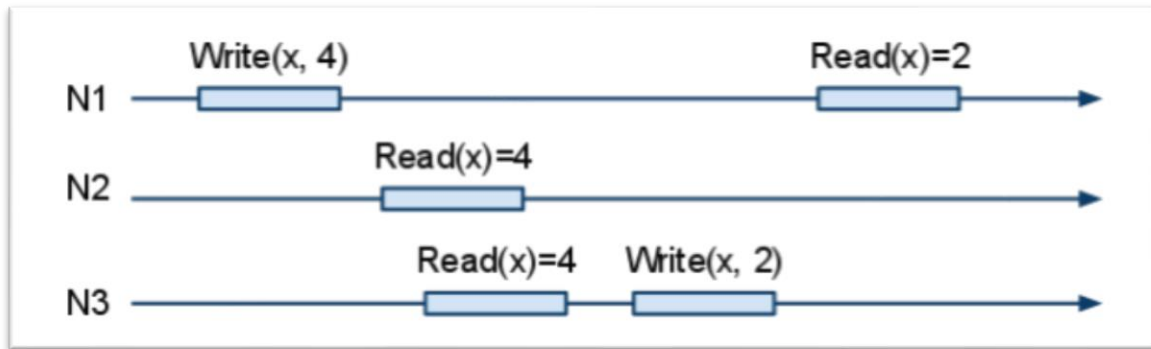 Write(x, 4) Read(x)=2
N1
Read(x)=4
N2
Read(x)=4 Write(x, 2)
N3